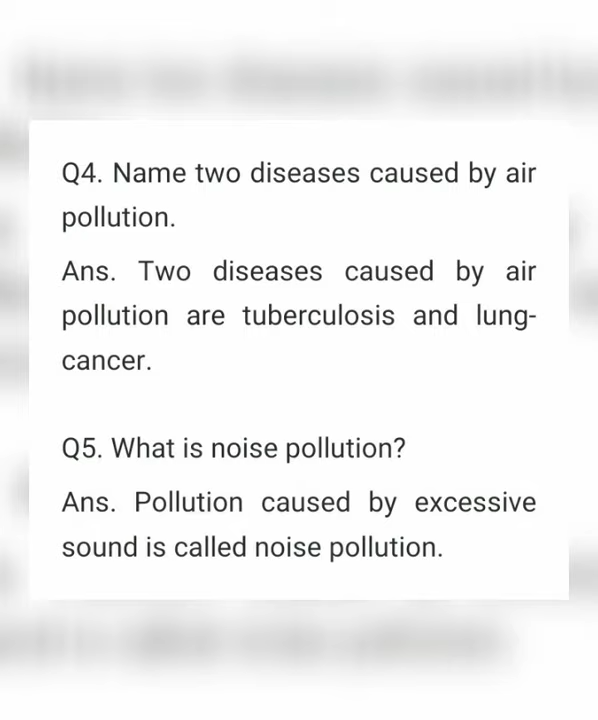 Q4. Name two diseases caused by air
pollution.
Ans. Two diseases caused by air
pollution are tuberculosis and lung-
cancer.
Q5. What is noise pollution?
Ans. Pollution caused by excessive
sound is called noise pollution.